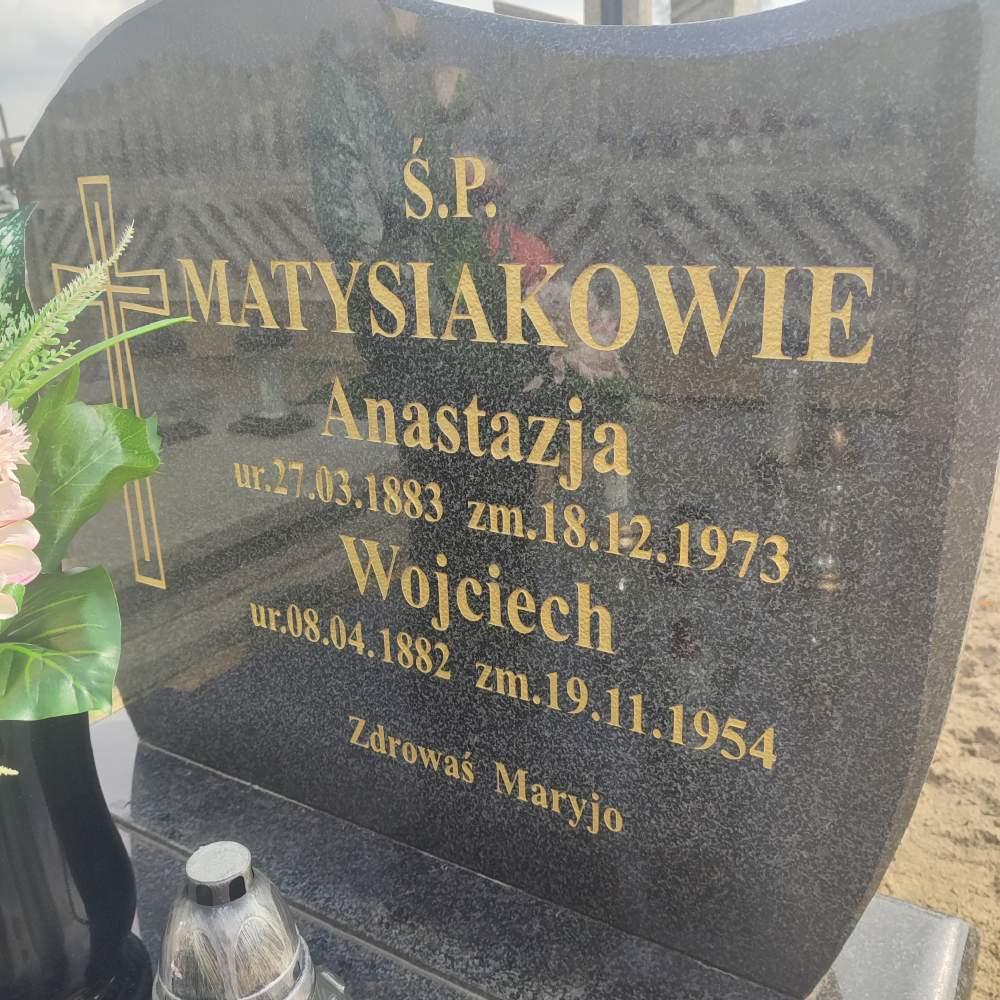 Ś.P.
MATYSIAKOWIE
Anastazja
ur.27.03.1883 zm.18.12.1973
Wojciech
ur.08.04.1882 zm.19.11.1954
Zdrowaś Maryjo